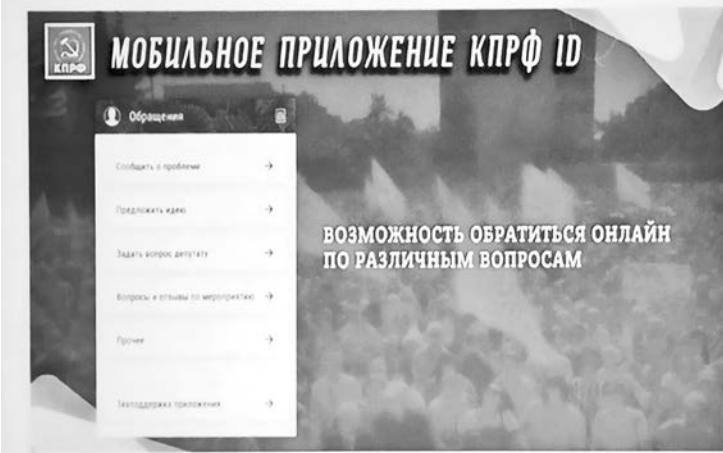 КПРФ
МОБИЛЬНОЕ ПРИЛОЖЕНИЕ КПРФ ID
Обращения
Сообщить о проблеме
Предложить идею
Задать вопрос депутату
Вопросы и отзывы по мероприятию
Прочее
Техподдержка приложения
ВОЗМОЖНОСТЬ ОБРАТИТЬСЯ ОНЛАЙН
ПО РАЗЛИЧНЫМ ВОПРОСАМ